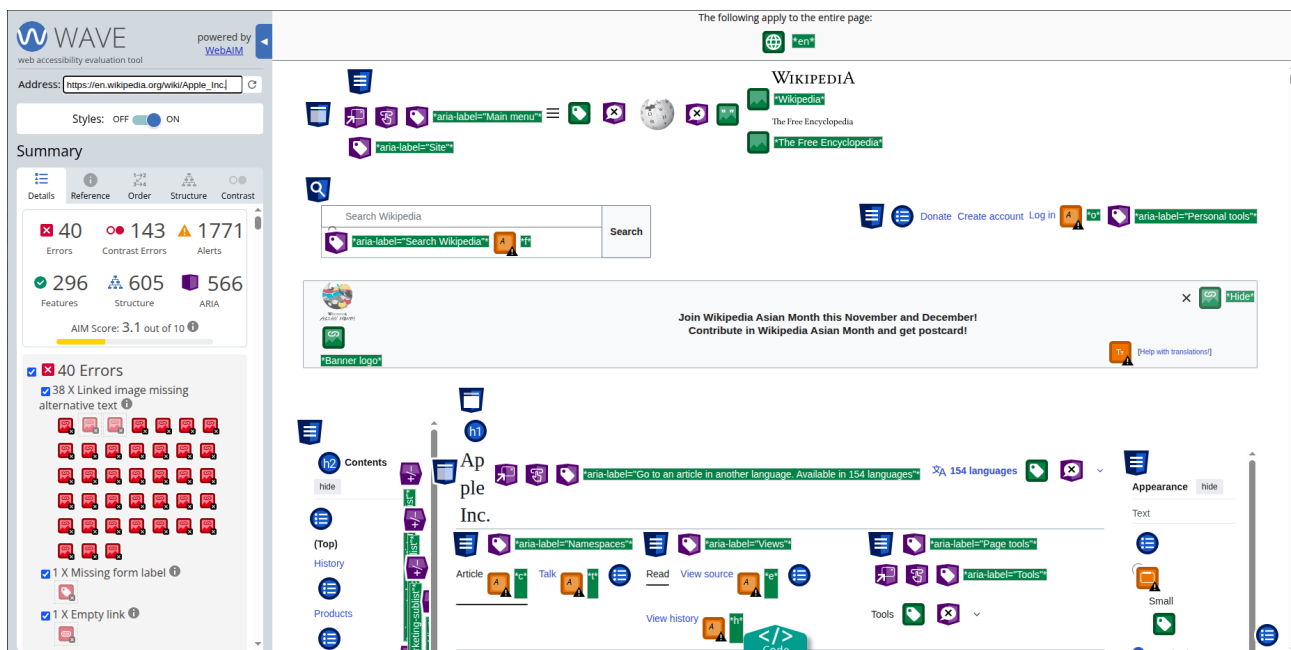 WAVE
powered by
WebAIM
web accessibility evaluation tool
Address: https://en.wikipedia.org/wiki/Apple_Inc.
Styles: OFF ON
Summary
Details Reference Order Structure Contrast
40 143 1771
Errors Contrast Errors Alerts
296 605 566
Features Structure ARIA
AIM Score: 3.1 out of 10
40 Errors
38 X Linked image missing
alternative text
1 X Missing form label
1 X Empty link
The following apply to the entire page:
*en*
WIKIPEDIA
*Wikipedia*
*aria-label="Main menu"*
The Free Encyclopedia
*The Free Encyclopedia*
*aria-label="Site"*
Search Wikipedia
Search
*aria-label="Search Wikipedia"* *f*
Donate Create account Log in *o* *aria-label="Personal tools"*
*Hide*
Join Wikipedia Asian Month this November and December!
Contribute in Wikipedia Asian Month and get postcard!
[Help with translations!]
*Banner logo*
h1
h2 Contents
hide
(Top)
History
Products
Ap
ple
Inc.
*aria-label="Go to an article in another language. Available in 154 languages"*
154 languages
*aria-label="Namespaces"* *aria-label="Views"* *aria-label="Page tools"*
Article *c* Talk *t* Read View source *e* *aria-label="Tools"*
Tools
View history *h*
</>
Code
Appearance hide
Text
Small